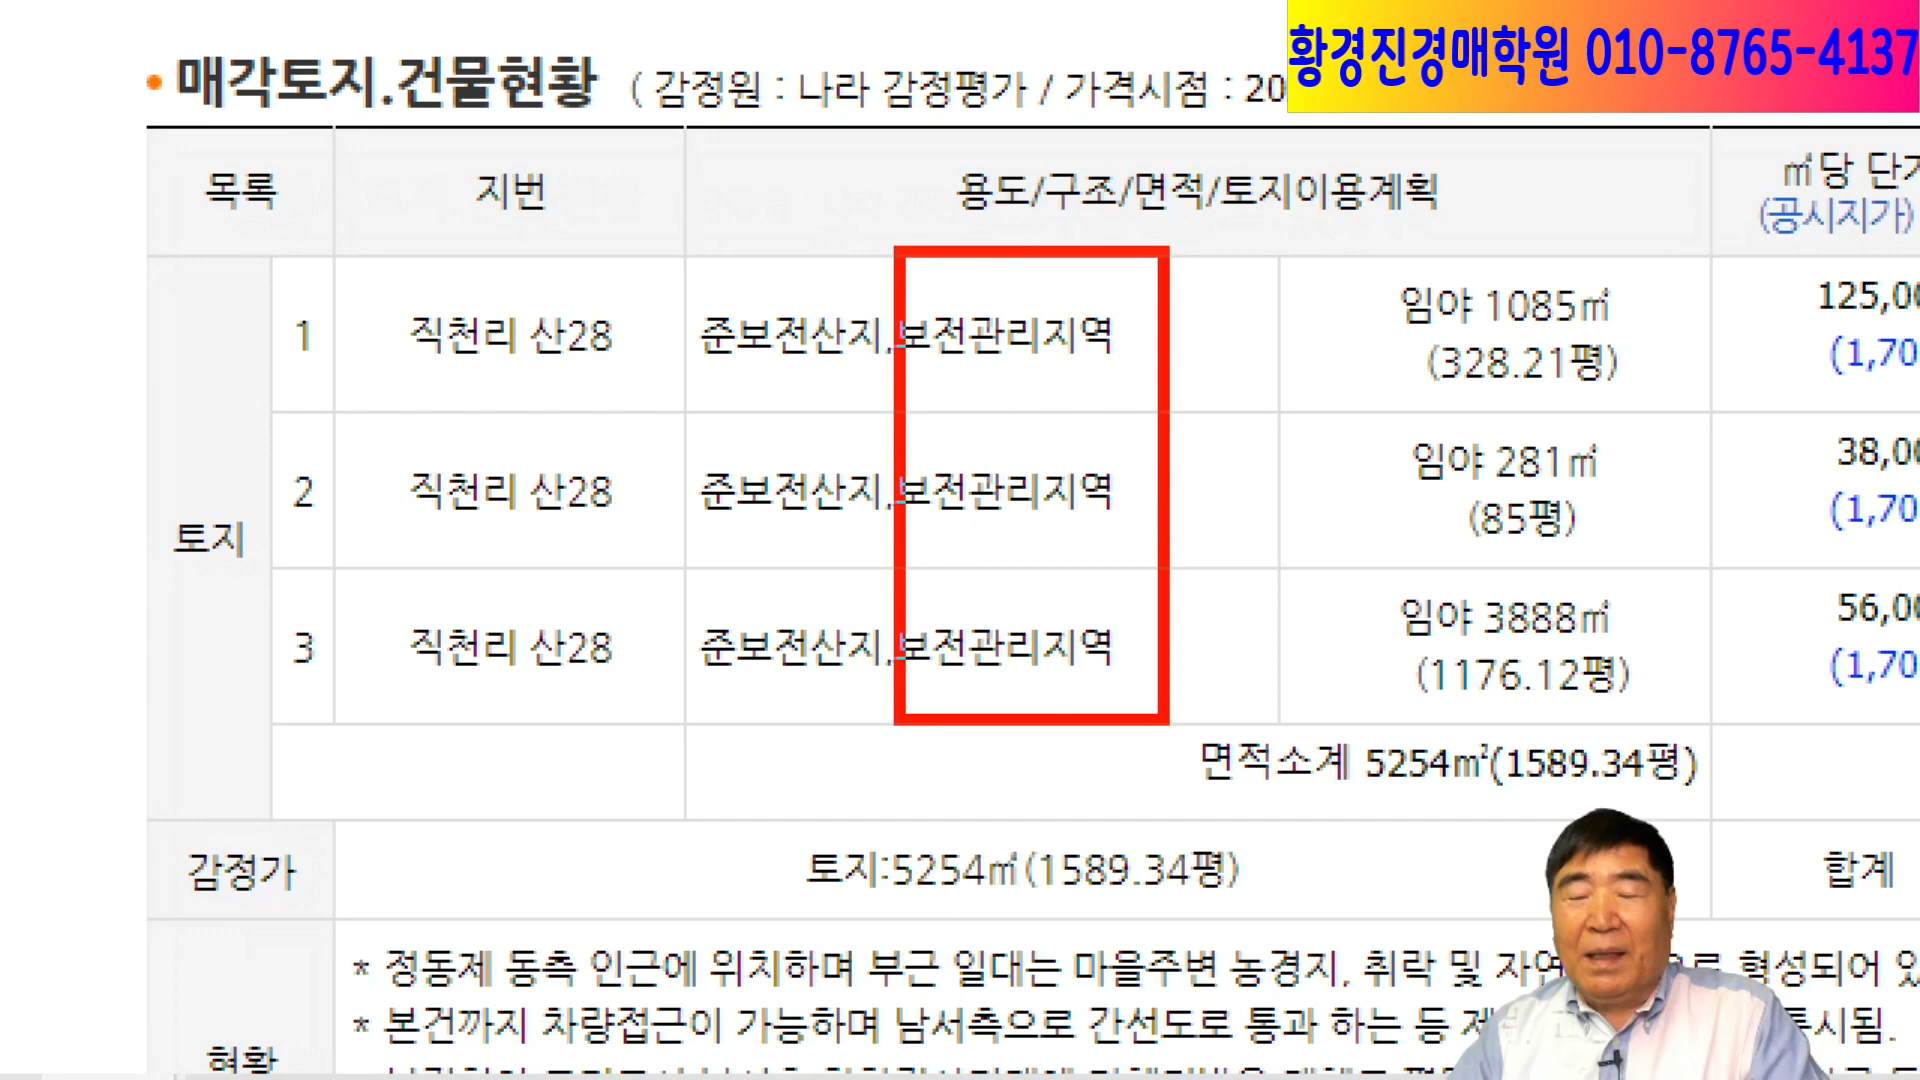 황경진경매학원 010-8765-4137
매각토지.건물현황 ( 감정원 : 나라 감정평가 / 가격시점 : 20
목록 지번 용도/구조/면적/토지이용계획 ㎡당
(공시지가)
토지
1 직천리 산28 준보전산지,보전관리지역 임야 1085㎡ 125,00
(328.21평) (1,70
2 직천리 산28 준보전산지,보전관리지역 임야 281㎡ 38,00
(85평) (1,70
3 직천리 산28 준보전산지,보전관리지역 임야 3888㎡ 56,00
(1176.12평) (1,70
면적소계 5254㎡(1589.34평)
감정가 토지:5254㎡(1589.34평) 합계
현황
* 정동제 동측 인근에 위치하며 부근 일대는 마을주변 농경지, 취락 및 형성되어
* 본건까지 차량접근이 가능하며 남서측으로 간선도로 통과 하는 등